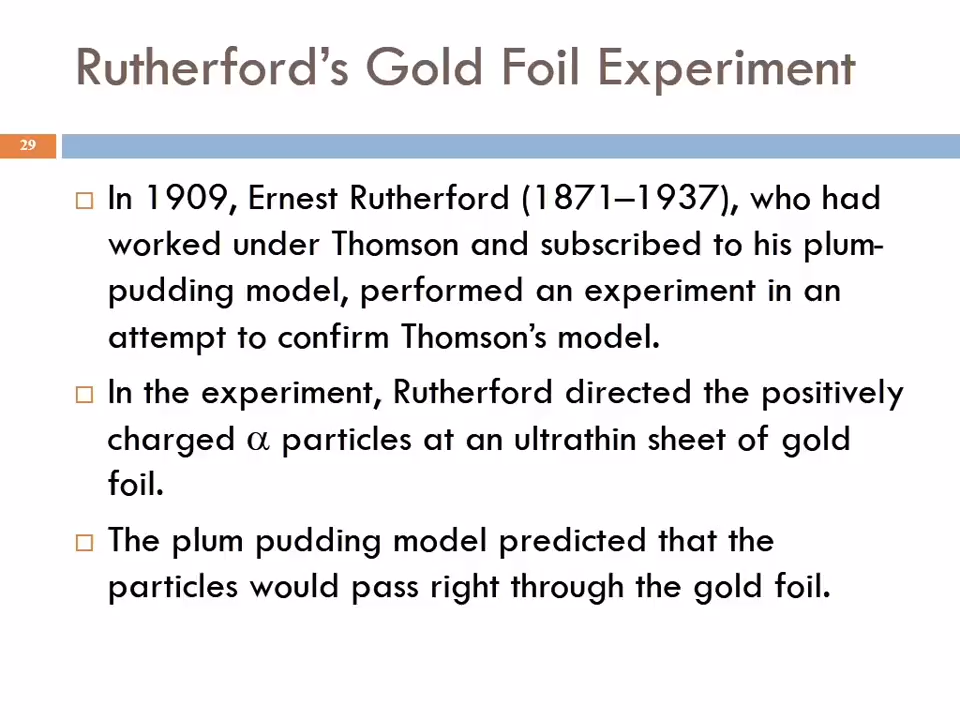 Rutherford's Gold Foil Experiment
29
In 1909, Ernest Rutherford (1871–1937), who had
worked under Thomson and subscribed to his plum-
pudding model, performed an experiment in an
attempt to confirm Thomson's model.
In the experiment, Rutherford directed the positively
charged α particles at an ultrathin sheet of gold
foil.
The plum pudding model predicted that the
particles would pass right through the gold foil.